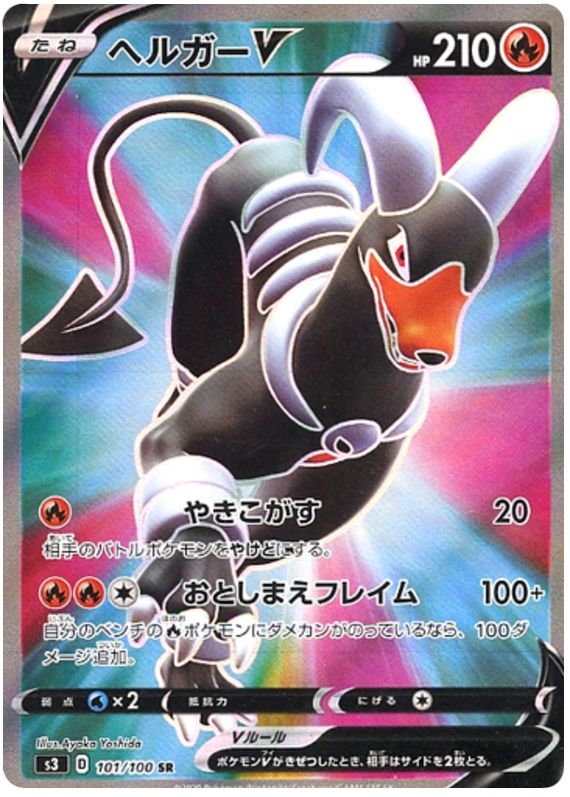 たね ヘルガーV HP 210
やきこがす 20
相手のバトルポケモンをやけどにする。
おとしまえフレイム 100+
自分のベンチのポケモンにダメカンがのっているなら、100ダ
メージ追加。
弱点 ×2 抵抗力 にげる
Illus. Ayaka Yoshida
Vルール
s3 D 101/100 SR
ポケモンVがきぜつしたとき、相手はサイドを2枚とる。